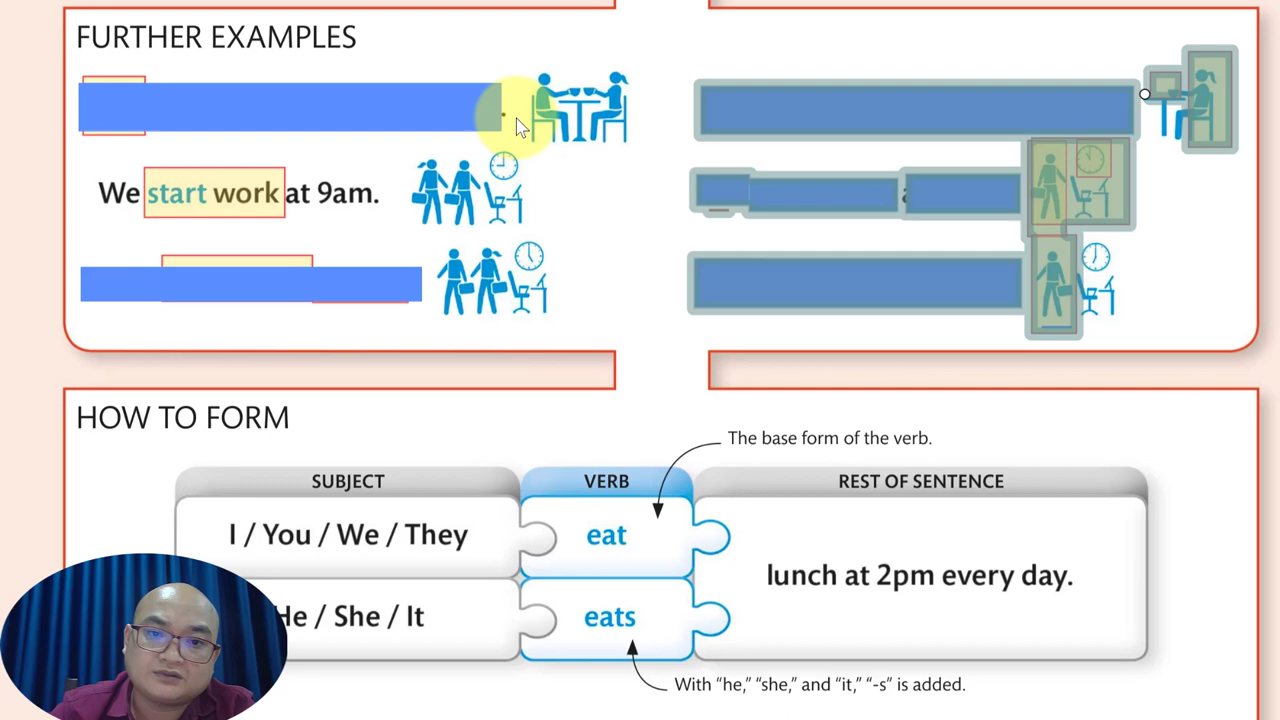 FURTHER EXAMPLES
We start work at 9am.
HOW TO FORM
The base form of the verb.
SUBJECT VERB REST OF SENTENCE
I / You / We / They eat
lunch at 2pm every day.
He / She / It eats
With “he,” “she,” and “it,” “-s” is added.